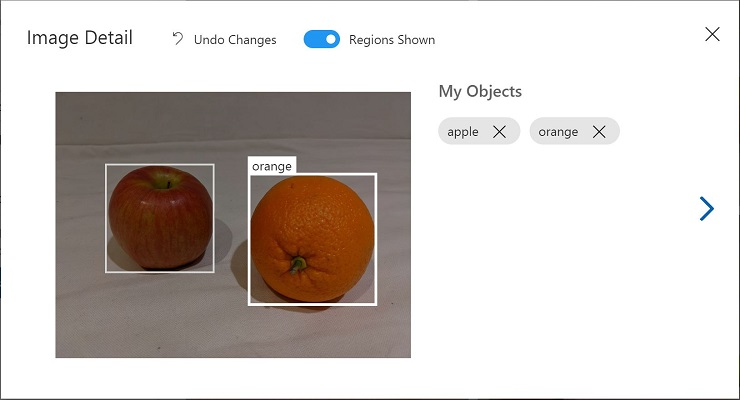 Image Detail
Undo Changes
Regions Shown
My Objects
apple
orange
orange